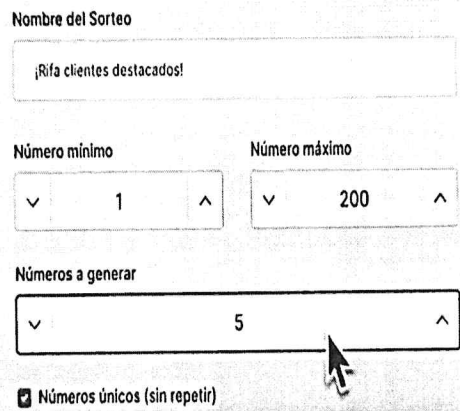 Nombre del Sorteo
¡Rifa clientes destacados!
Número mínimo Número máximo
1 200
Números a generar
5
Números únicos (sin repetir)